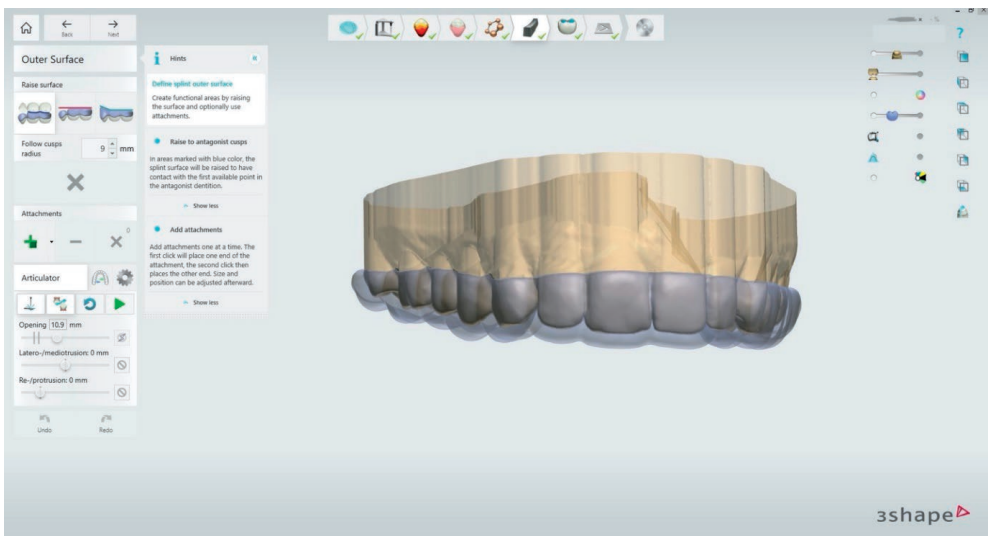 Back
Next
Outer Surface
Raise surface
Follow cusps
radius
9 mm
Attachments
0
Articulator
Opening 10.9 mm
Latero-/mediotrusion: 0 mm
Re-/protrusion: 0 mm
Undo
Redo
Hints
Define splint outer surface
Create functional areas by raising
the surface and optionally use
attachments.
Raise to antagonist cusps
In areas marked with blue color, the
splint surface will be raised to have
contact with the first available point in
the antagonist dentition.
Show less
Add attachments
Add attachments one at a time. The
first click will place one end of the
attachment, the second click then
places the other end. Size and
position can be adjusted afterward.
Show less
?
3shape